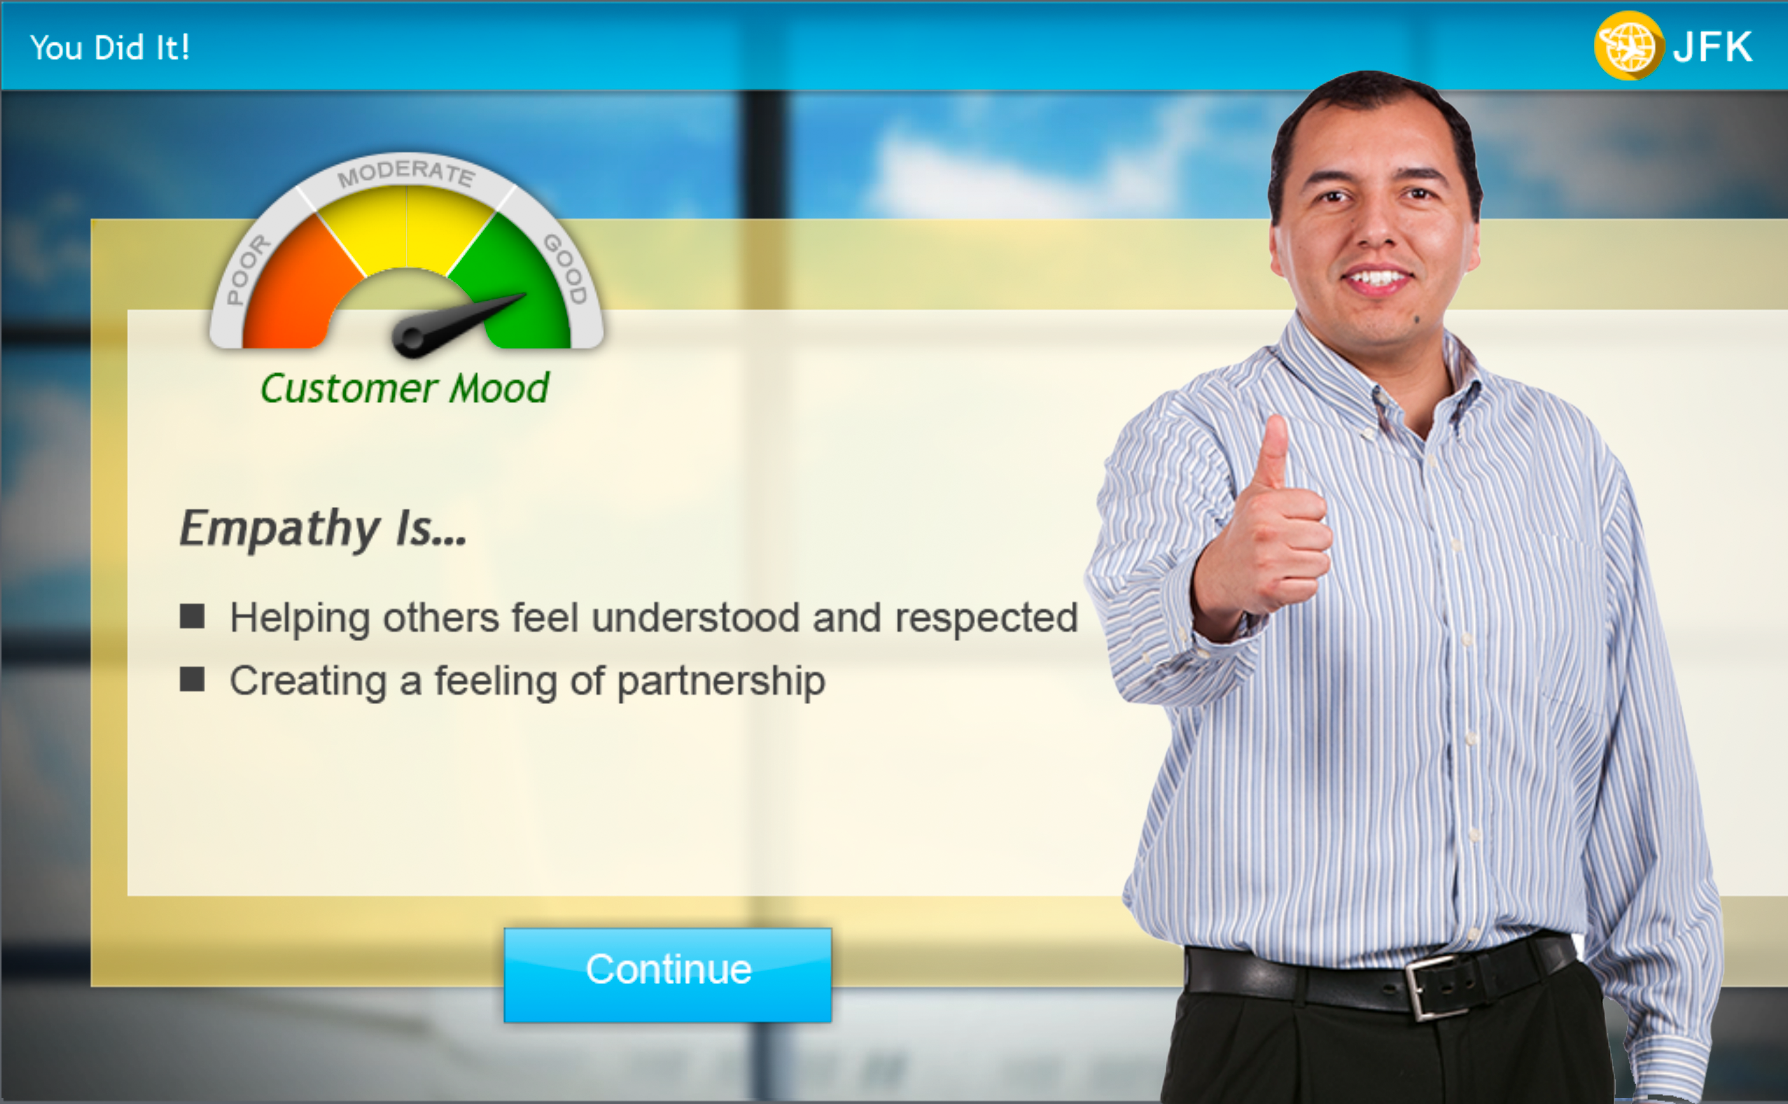 You Did It!
JFK
POOR
MODERATE
GOOD
Customer Mood
Empathy Is...
Helping others feel understood and respected
Creating a feeling of partnership
Continue